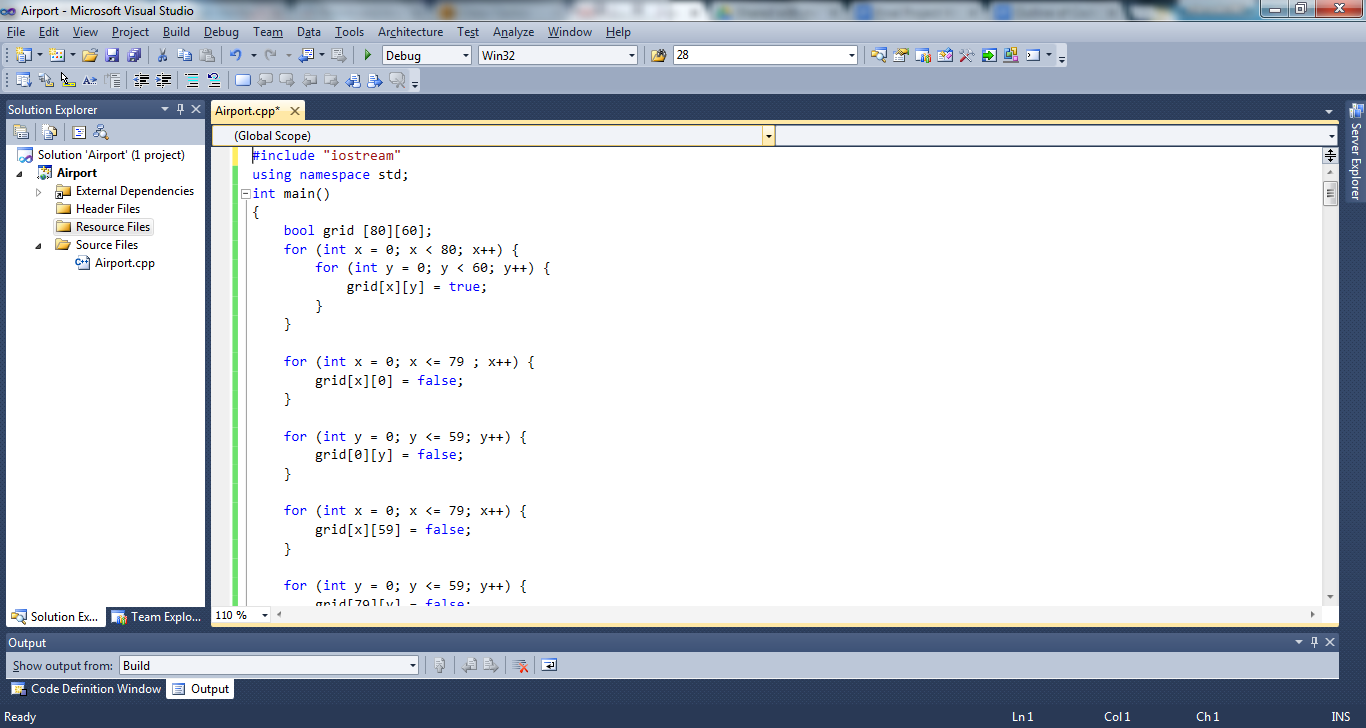 Airport - Microsoft Visual Studio
File Edit View Project Build Debug Team Data Tools Architecture Test Analyze Window Help
Debug Win32 28
Solution Explorer
Airport.cpp*
(Global Scope)
Solution 'Airport' (1 project)
Airport
External Dependencies
Header Files
Resource Files
Source Files
Airport.cpp
#include "iostream"
using namespace std;
int main()
{
    bool grid [80][60];
    for (int x = 0; x < 80; x++) {
        for (int y = 0; y < 60; y++) {
            grid[x][y] = true;
        }
    }
    for (int x = 0; x <= 79 ; x++) {
        grid[x][0] = false;
    }
    for (int y = 0; y <= 59; y++) {
        grid[0][y] = false;
    }
    for (int x = 0; x <= 79; x++) {
        grid[x][59] = false;
    }
    for (int y = 0; y <= 59; y++) {
        grid[79][y] = false;
Server Explorer
Solution Ex... Team Explo...
110 %
Output
Show output from: Build
Code Definition Window Output
Ready Ln 1 Col 1 Ch 1 INS